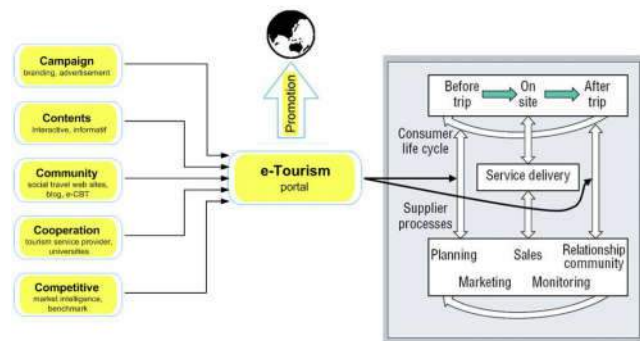 Campaign
branding, advertisement
Contents
Interactive, informatif
Community
social travel web sites,
blog, e-CBT
Cooperation
tourism service provider,
universities
Competitive
market intelligence,
benchmark
Promotion
e-Tourism
portal
Before
trip
On
site
After
trip
Consumer
life cycle
Service delivery
Supplier
processes
Planning
Sales
Relationship
community
Marketing
Monitoring